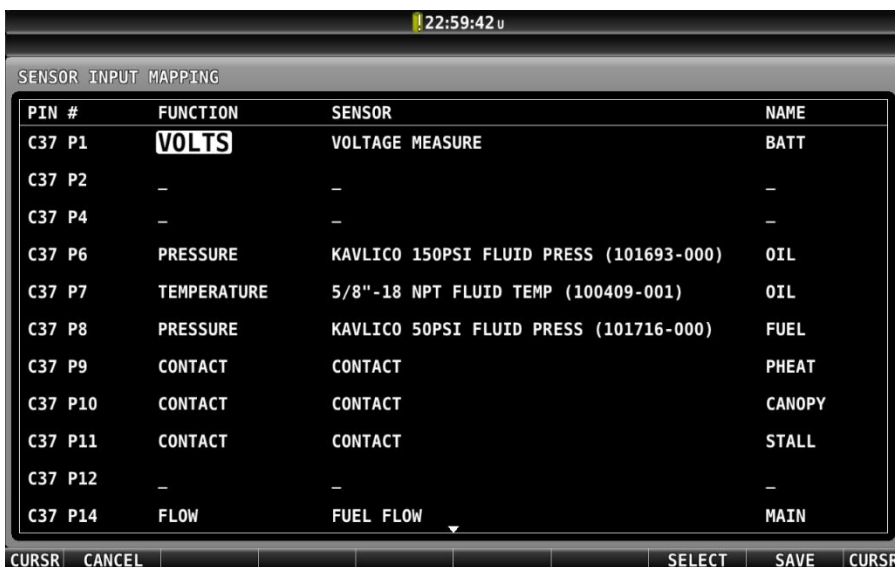 !22:59:42U
SENSOR INPUT MAPPING
PIN # FUNCTION SENSOR NAME
C37 P1 VOLTS VOLTAGE MEASURE BATT
C37 P2 _ _ _
C37 P4 _ _ _
C37 P6 PRESSURE KAVLICO 150PSI FLUID PRESS (101693-000) OIL
C37 P7 TEMPERATURE 5/8"-18 NPT FLUID TEMP (100409-001) OIL
C37 P8 PRESSURE KAVLICO 50PSI FLUID PRESS (101716-000) FUEL
C37 P9 CONTACT CONTACT PHEAT
C37 P10 CONTACT CONTACT CANOPY
C37 P11 CONTACT CONTACT STALL
C37 P12 _ _ _
C37 P14 FLOW FUEL FLOW MAIN
CURSR CANCEL SELECT SAVE CURSR